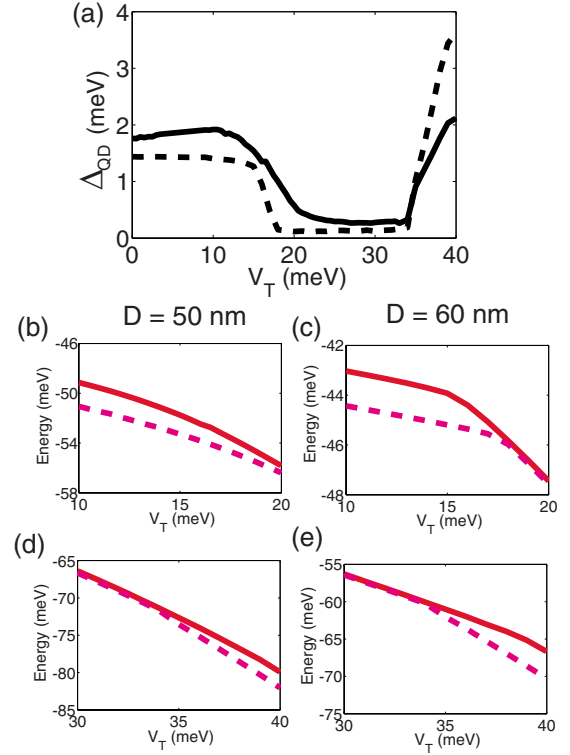 (a)
4
3
2
1
0
Δ_QD (meV)
0 10 20 30 40
V_T (meV)
D = 50 nm
D = 60 nm
(b)
-46
-50
-54
-58
Energy (meV)
10 15 20
V_T (meV)
(c)
-42
-44
-46
-48
Energy (meV)
10 15 20
V_T (meV)
(d)
-65
-70
-75
-80
-85
Energy (meV)
30 35 40
V_T (meV)
(e)
-55
-60
-65
-70
-75
Energy (meV)
30 35 40
V_T (meV)